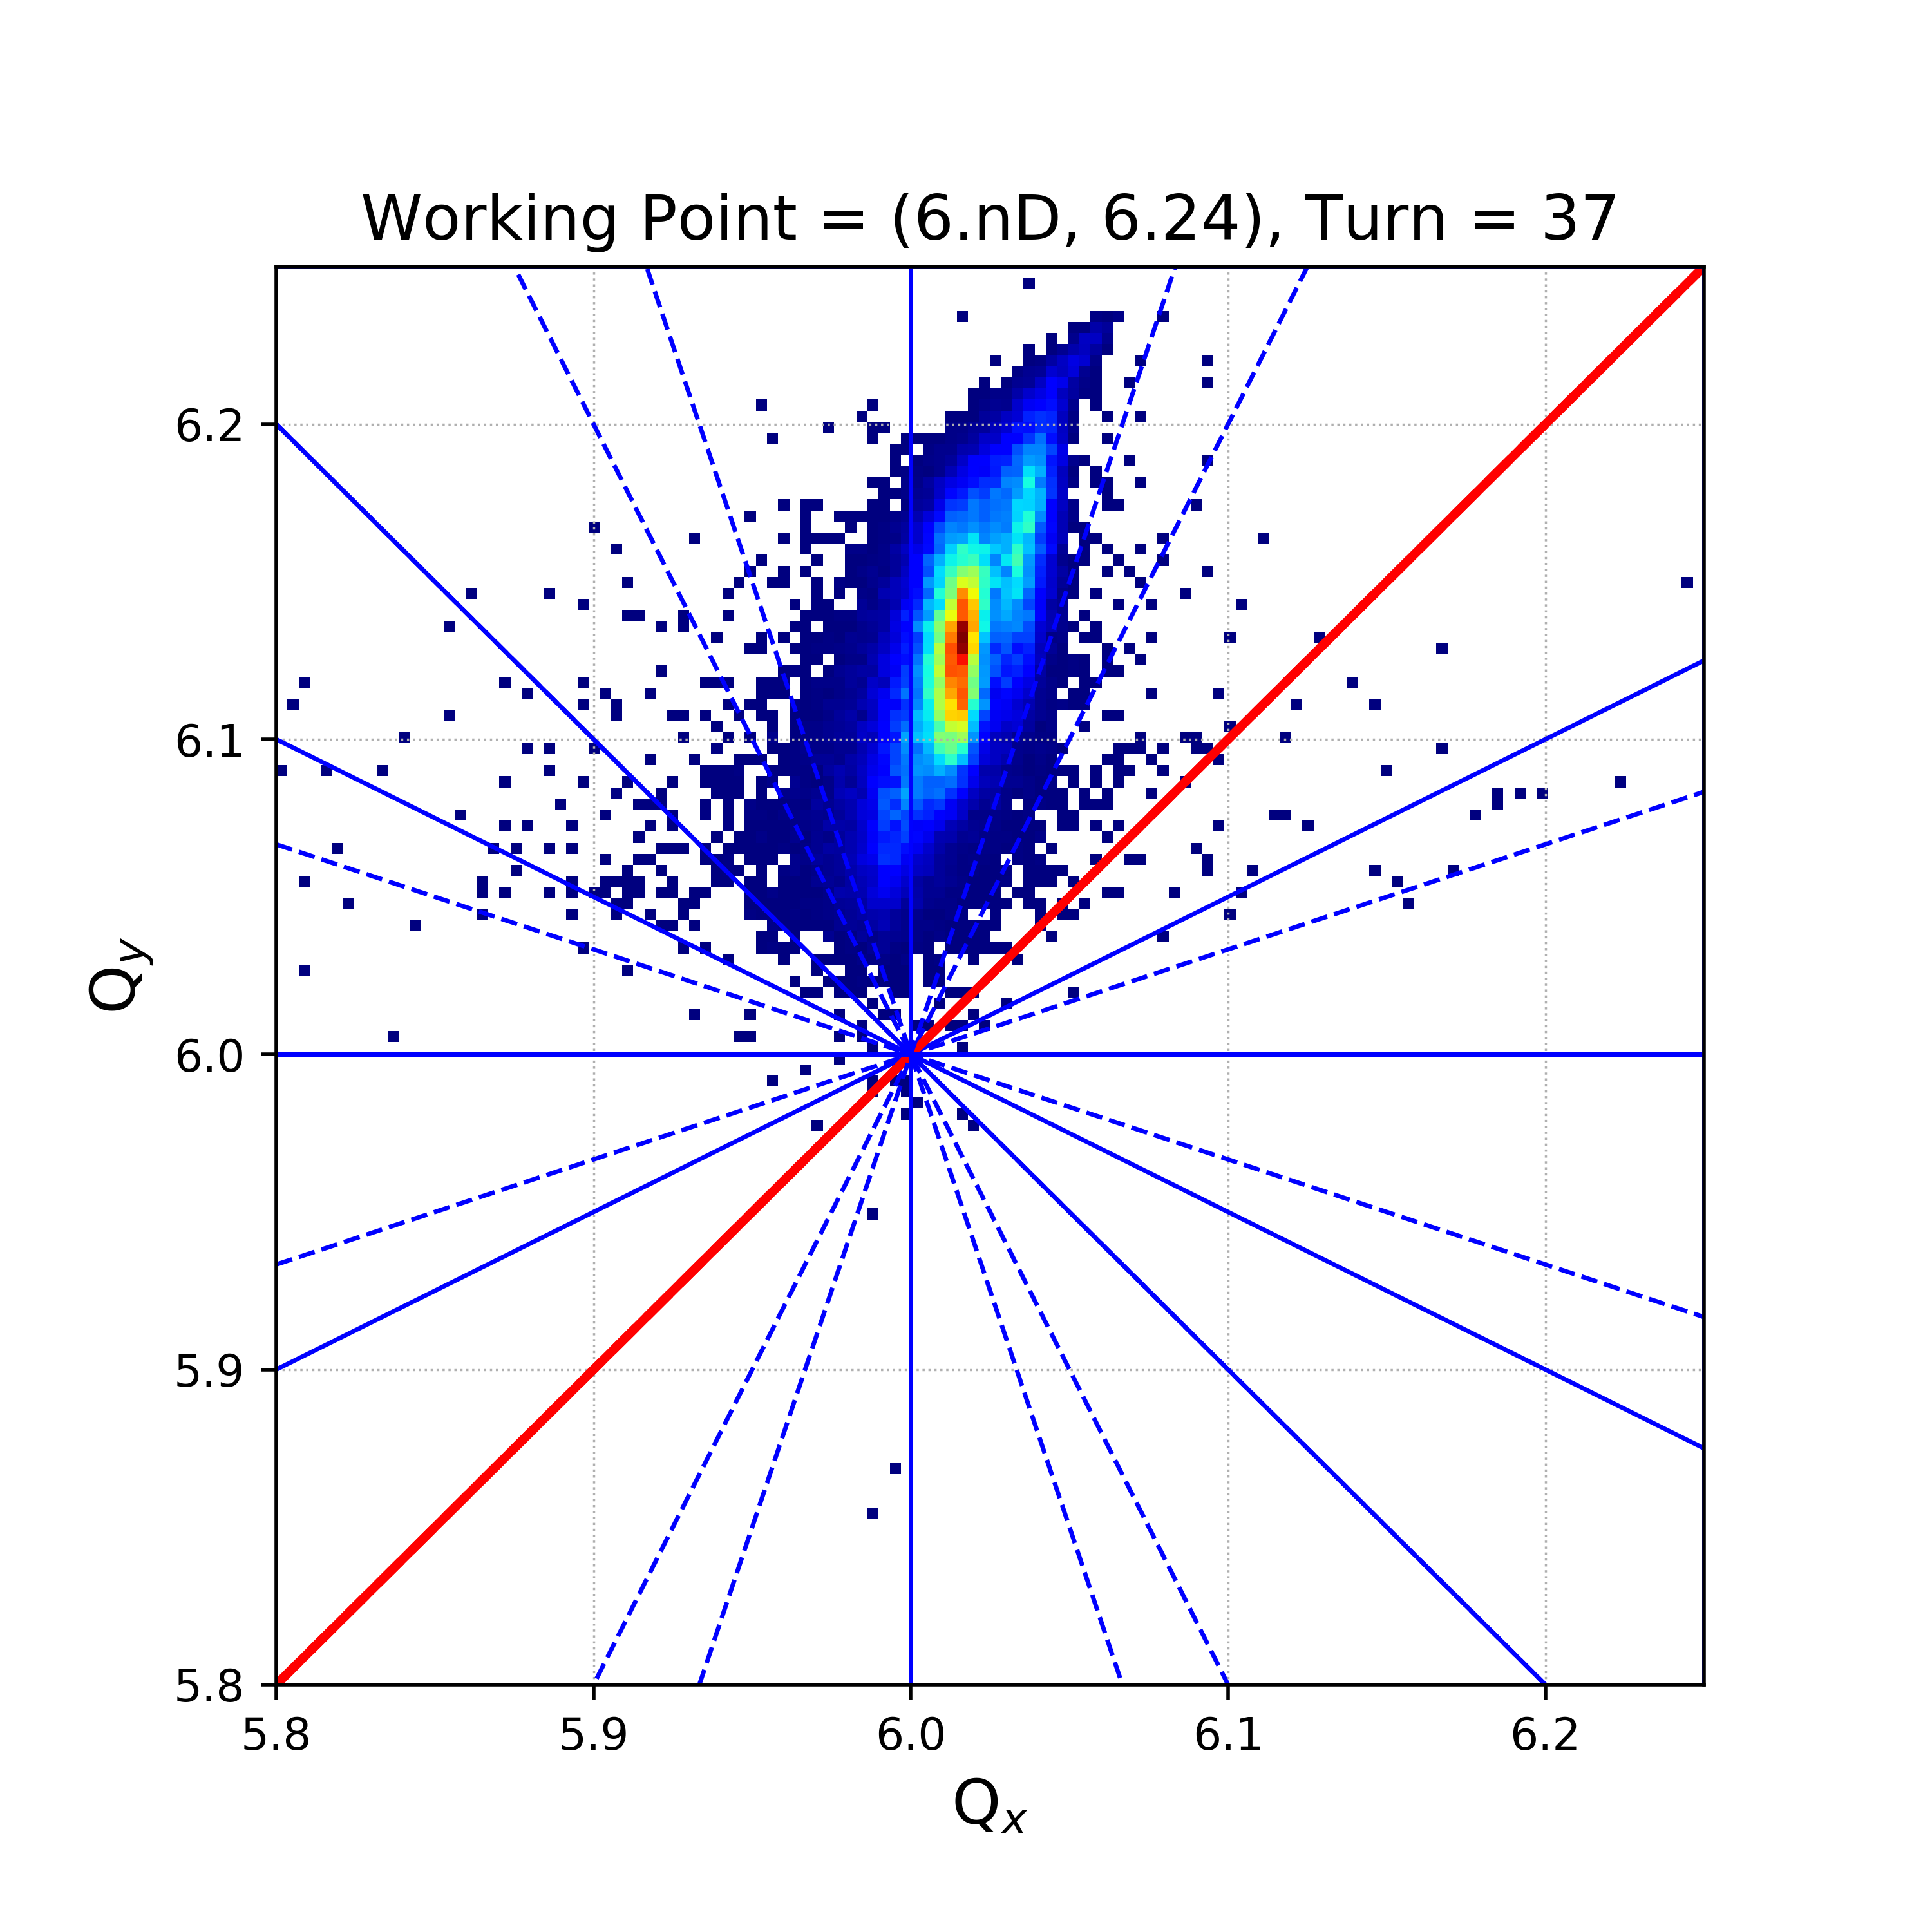 Working Point = (6.nD, 6.24), Turn = 37
6.2
6.1
6.0
5.9
5.8
Qy
5.8 5.9 6.0 6.1 6.2
Qx